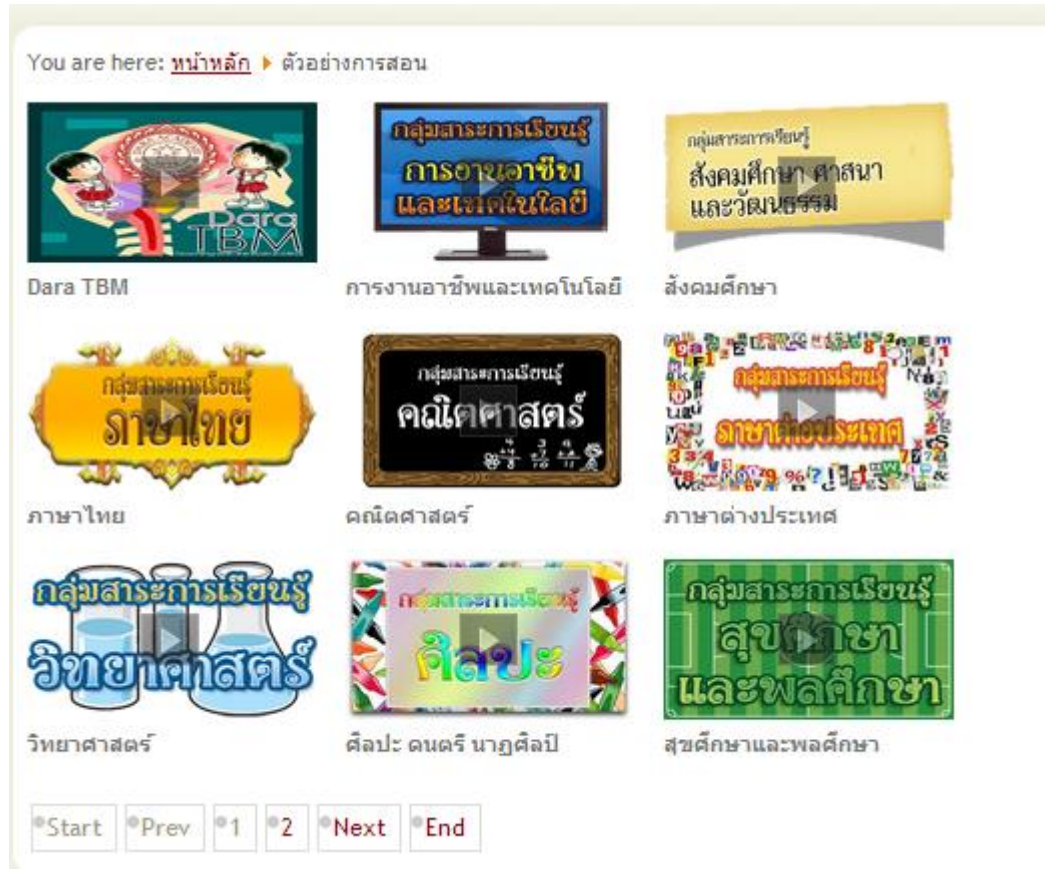 You are here: หน้าหลัก ตัวอย่างการสอน
Dara
TBM
กลุ่มสาระการเรียนรู้
การงานอาชีพ
และเทคโนโลยี
กลุ่มสาระการเรียนรู้
สังคมศึกษา ศาสนา
และวัฒนธรรม
Dara TBM
การงานอาชีพและเทคโนโลยี
สังคมศึกษา
กลุ่มสาระการเรียนรู้
ภาษาไทย
กลุ่มสาระการเรียนรู้
คณิตศาสตร์
กลุ่มสาระการเรียนรู้
ภาษาต่างประเทศ
ภาษาไทย
คณิตศาสตร์
ภาษาต่างประเทศ
กลุ่มสาระการเรียนรู้
วิทยาศาสตร์
กลุ่มสาระการเรียนรู้
ศิลปะ
กลุ่มสาระการเรียนรู้
สุขศึกษา
และพลศึกษา
วิทยาศาสตร์
ศิลปะ ดนตรี นาฏศิลป์
สุขศึกษาและพลศึกษา
Start Prev 1 2 Next End